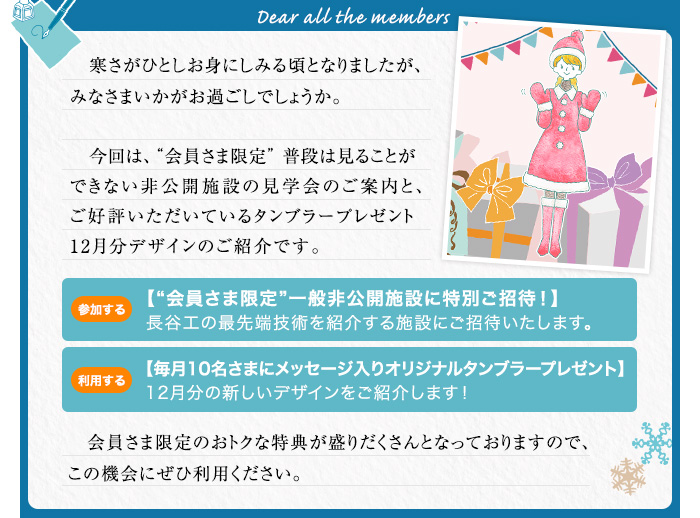 Dear all the members
寒さがひとしお身にしみる頃となりましたが、
みなさまいかがお過ごしでしょうか。
今回は、“会員さま限定” 普段は見ることが
できない非公開施設の見学会のご案内と、
ご好評いただいているタンブラープレゼント
12月分デザインのご紹介です。
参加する
【“会員さま限定”一般非公開施設に特別ご招待！】
長谷工の最先端技術を紹介する施設にご招待いたします。
利用する
【毎月10名さまにメッセージ入りオリジナルタンブラープレゼント】
12月分の新しいデザインをご紹介します！
会員さま限定のおトクな特典が盛りだくさんとなっておりますので、
この機会にぜひ利用ください。